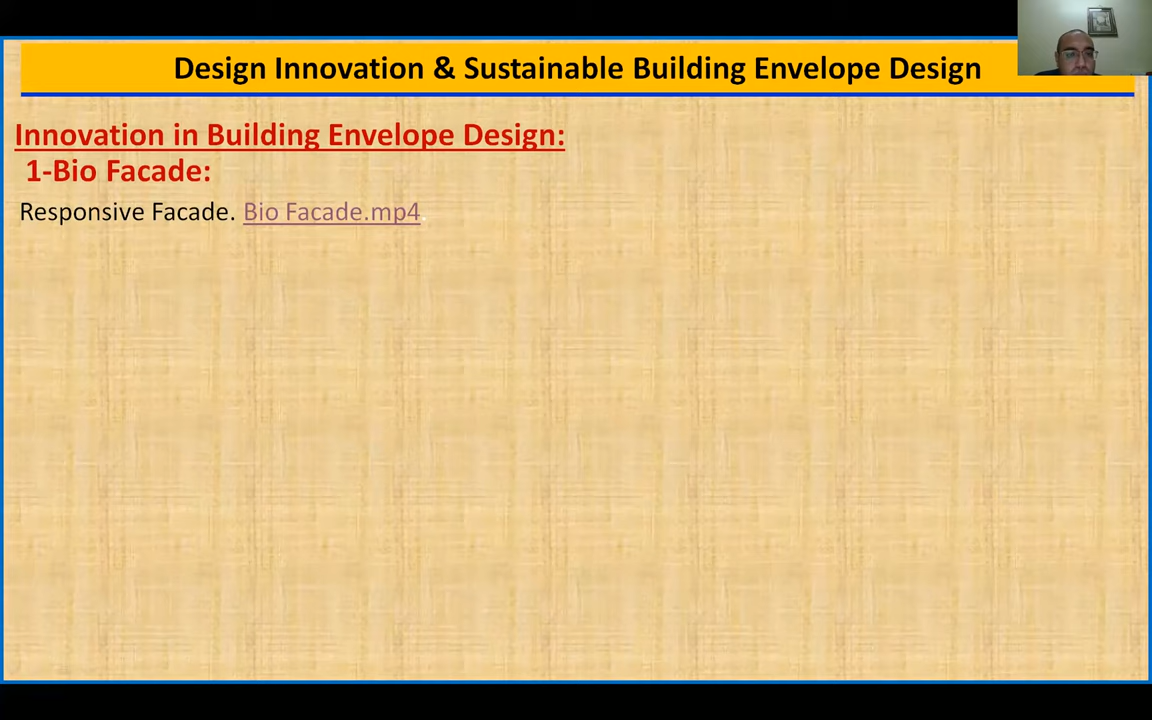 Design Innovation & Sustainable Building Envelope Design
Innovation in Building Envelope Design:
1-Bio Facade:
Responsive Facade. Bio Facade.mp4.